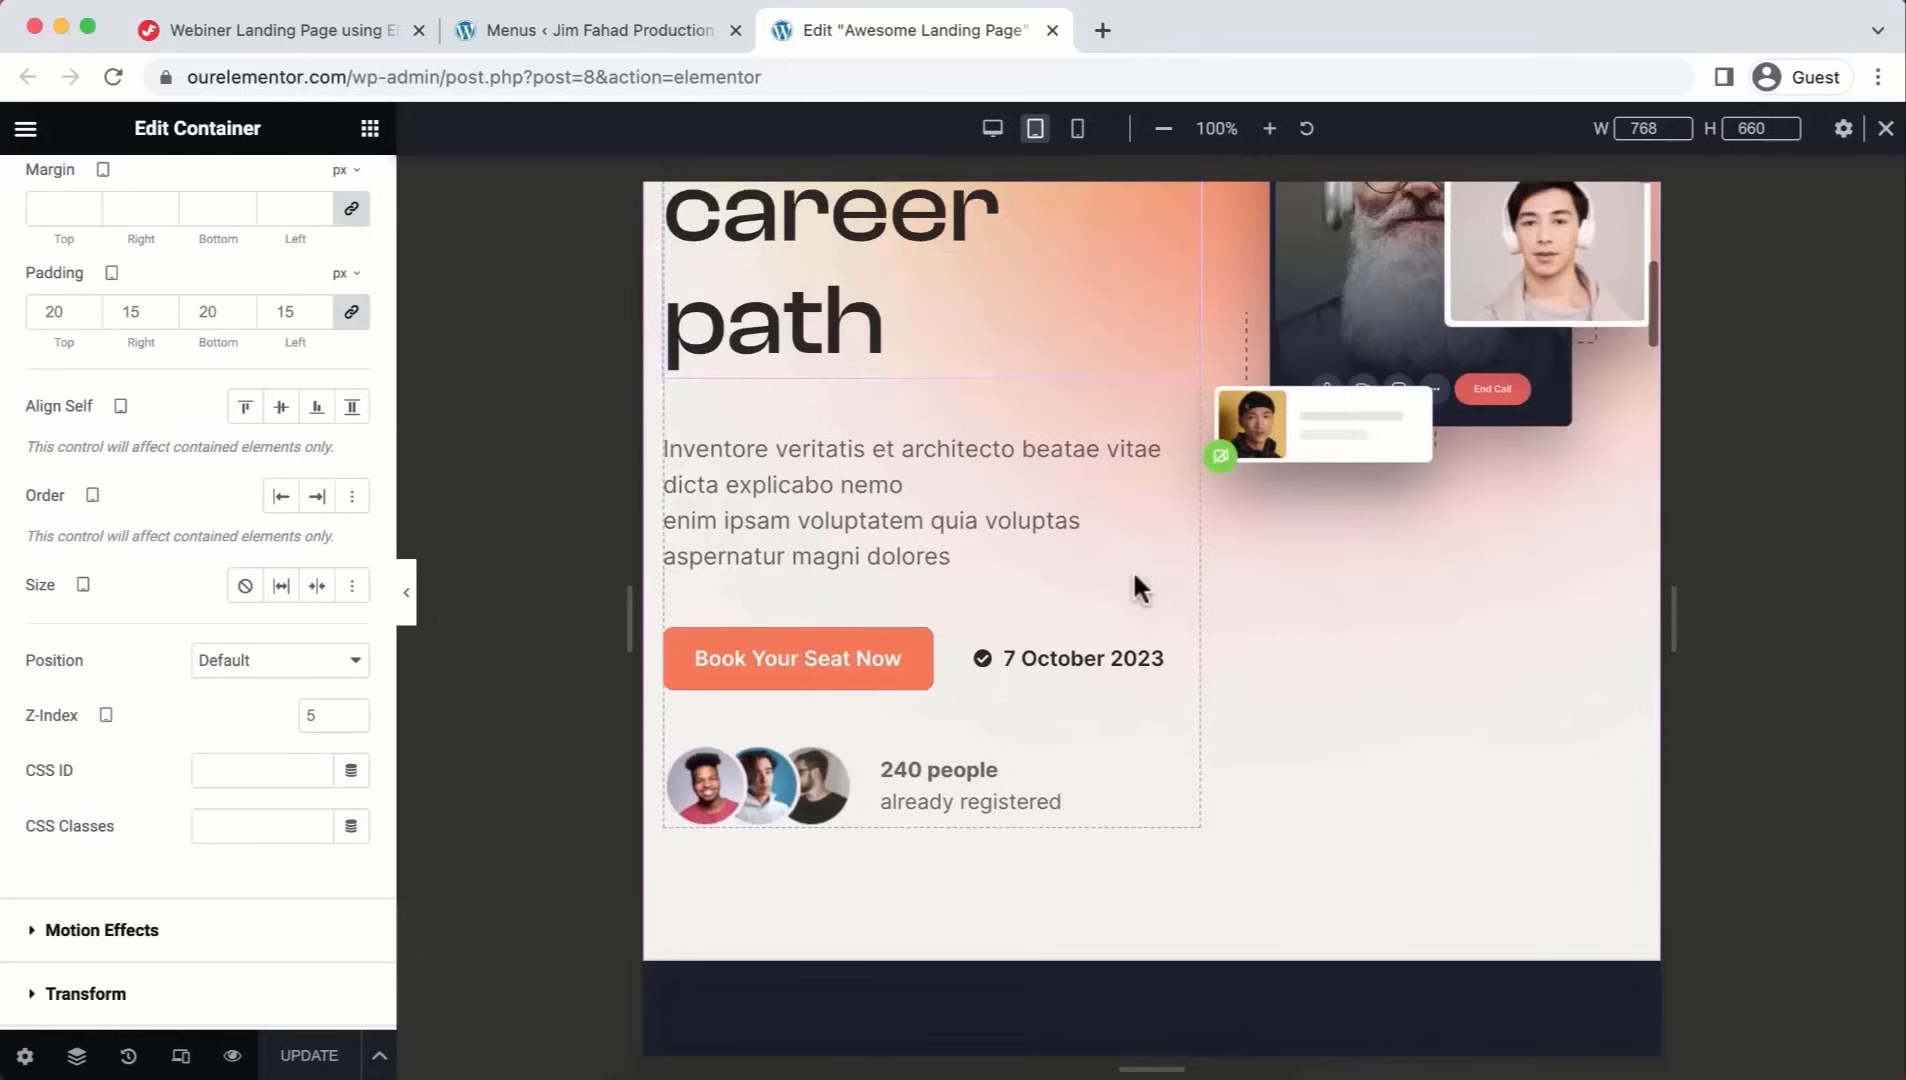 Webiner Landing Page using El
Menus ‹ Jim Fahad Production
Edit "Awesome Landing Page"
ourelementor.com/wp-admin/post.php?post=8&action=elementor
Guest
Edit Container
100%
W 768 H 660
Margin px
Top Right Bottom Left
Padding px
20 15 20 15
Top Right Bottom Left
Align Self
This control will affect contained elements only.
Order
This control will affect contained elements only.
Size
Position Default
Z-Index 5
CSS ID
CSS Classes
Motion Effects
Transform
UPDATE
career
path
End Call
Inventore veritatis et architecto beatae vitae
dicta explicabo nemo
enim ipsam voluptatem quia voluptas
aspernatur magni dolores
Book Your Seat Now
7 October 2023
240 people
already registered